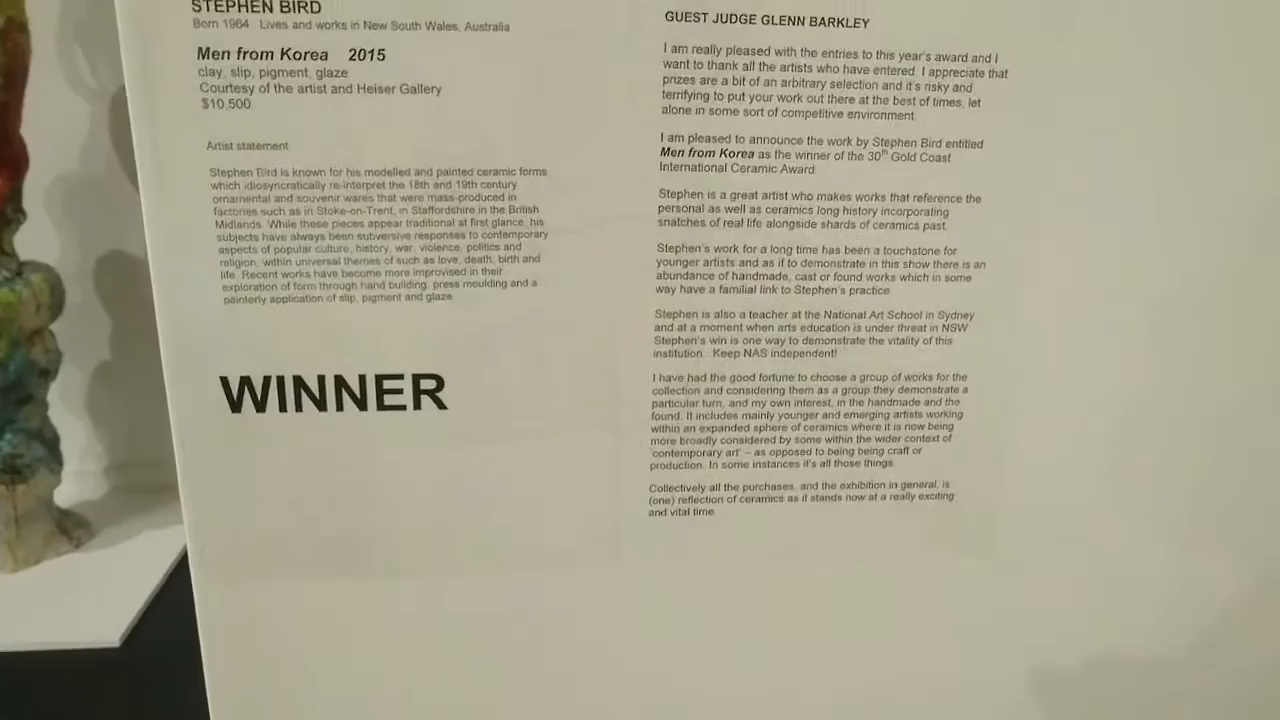 STEPHEN BIRD
Born 1964 Lives and works in New South Wales, Australia
Men from Korea 2015
clay, slip, pigment, glaze
Courtesy of the artist and Heiser Gallery
$10,500
Artist statement
Stephen Bird is known for his modelled and painted ceramic forms
which idiosyncratically re-interpret the 18th and 19th century
ornamental and souvenir wares that were mass-produced in
factories such as in Stoke-on-Trent, in Staffordshire in the British
Midlands. While these pieces appear traditional at first glance, his
subjects have always been subversive responses to contemporary
aspects of popular culture, history, war, violence, politics and
religion, within universal themes of such as love, death, birth and
life. Recent works have become more improvised in their
exploration of form through hand building, press moulding and a
painterly application of slip, pigment and glaze
WINNER
GUEST JUDGE GLENN BARKLEY
I am really pleased with the entries to this year's award and I
want to thank all the artists who have entered. I appreciate that
prizes are a bit of an arbitrary selection and it's risky and
terrifying to put your work out there at the best of times, let
alone in some sort of competitive environment.
I am pleased to announce the work by Stephen Bird entitled
Men from Korea as the winner of the 30th Gold Coast
International Ceramic Award
Stephen is a great artist who makes works that reference the
personal as well as ceramics long history incorporating
snatches of real life alongside shards of ceramics past.
Stephen's work for a long time has been a touchstone for
younger artists and as if to demonstrate in this show there is an
abundance of handmade, cast or found works which in some
way have a familial link to Stephen's practice.
Stephen is also a teacher at the National Art School in Sydney
and at a moment when arts education is under threat in NSW
Stephen's win is one way to demonstrate the vitality of this
institution. Keep NAS independent!
I have had the good fortune to choose a group of works for the
collection and considering them as a group they demonstrate a
particular turn, and my own interest, in the handmade and the
found. It includes mainly younger and emerging artists working
within an expanded sphere of ceramics where it is now being
more broadly considered by some within the wider context of
'contemporary art' – as opposed to being being craft or
production. In some instances it's all those things.
Collectively all the purchases, and the exhibition in general, is
(one) reflection of ceramics as it stands now at a really exciting
and vital time.